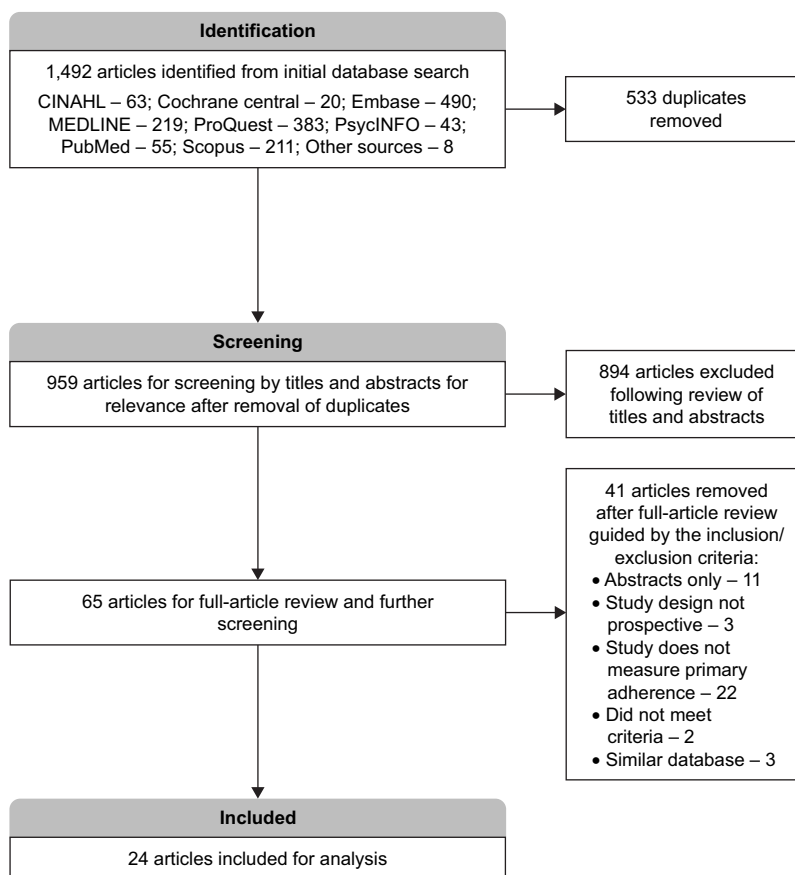 Identification
1,492 articles identified from initial database search
CINAHL – 63; Cochrane central – 20; Embase – 490;
MEDLINE – 219; ProQuest – 383; PsycINFO – 43;
PubMed – 55; Scopus – 211; Other sources – 8
533 duplicates
removed
Screening
959 articles for screening by titles and abstracts for
relevance after removal of duplicates
894 articles excluded
following review of
titles and abstracts
65 articles for full-article review and further
screening
41 articles removed
after full-article review
guided by the inclusion/
exclusion criteria:
• Abstracts only – 11
• Study design not
prospective – 3
• Study does not
measure primary
adherence – 22
• Did not meet
criteria – 2
• Similar database – 3
Included
24 articles included for analysis